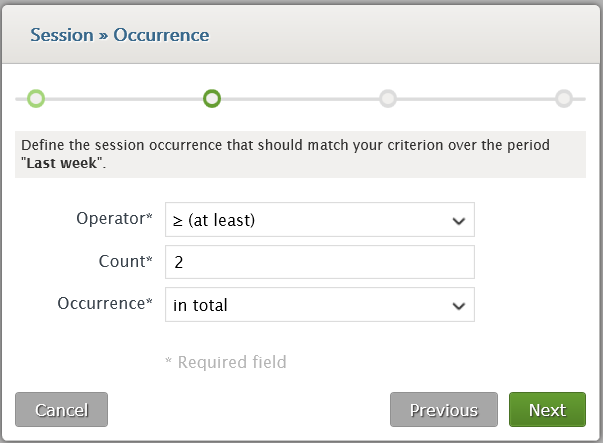 Session » Occurrence
Define the session occurrence that should match your criterion over the period
"Last week".
Operator* ≥ (at least)
Count* 2
Occurrence* in total
* Required field
Cancel Previous Next